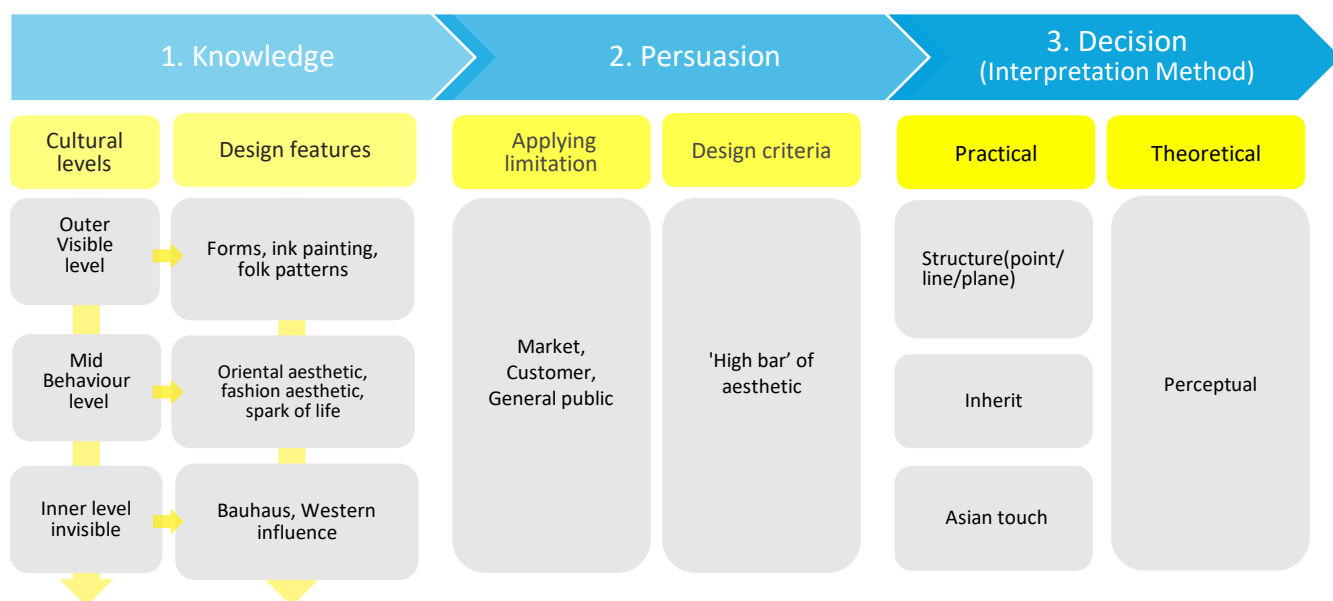 1. Knowledge
2. Persuasion
3. Decision
(Interpretation Method)
Cultural
levels
Design features
Applying
limitation
Design criteria
Practical
Theoretical
Outer
Visible
level
Forms, ink painting,
folk patterns
Mid
Behaviour
level
Oriental aesthetic,
fashion aesthetic,
spark of life
Inner level
invisible
Bauhaus, Western
influence
Market,
Customer,
General public
'High bar’ of
aesthetic
Structure(point/
line/plane)
Inherit
Asian touch
Perceptual